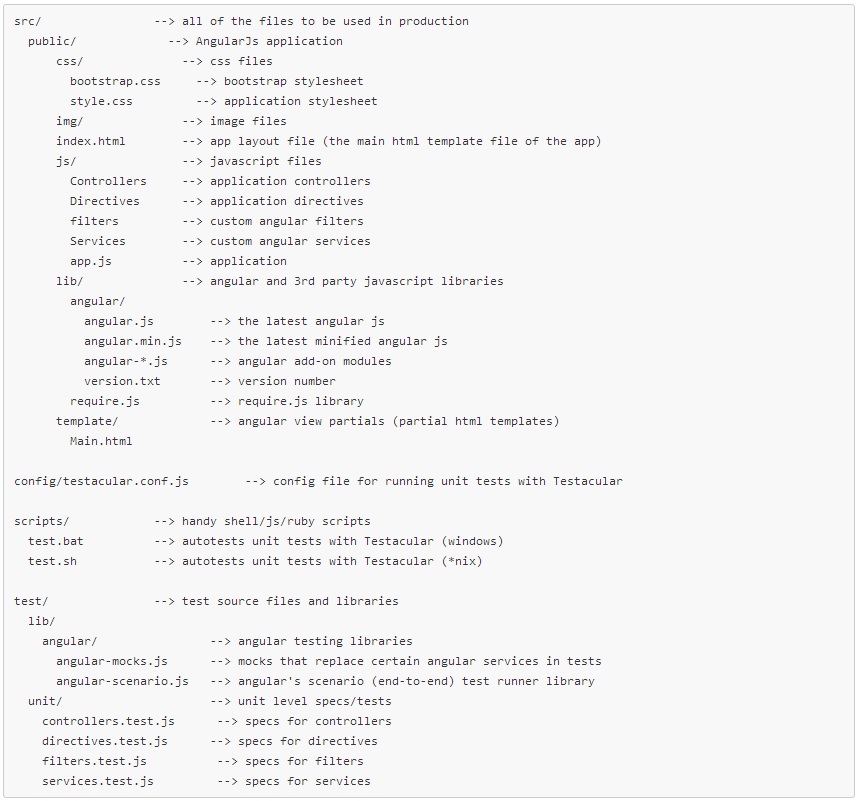 src/                --> all of the files to be used in production
  public/             --> AngularJs application
      css/              --> css files
        bootstrap.css     --> bootstrap stylesheet
        style.css         --> application stylesheet
      img/              --> image files
      index.html        --> app layout file (the main html template file of the app)
      js/               --> javascript files
        Controllers     --> application controllers
        Directives      --> application directives
        filters         --> custom angular filters
        Services        --> custom angular services
        app.js          --> application
      lib/              --> angular and 3rd party javascript libraries
        angular/
          angular.js        --> the latest angular js
          angular.min.js    --> the latest minified angular js
          angular-*.js      --> angular add-on modules
          version.txt       --> version number
        require.js          --> require.js library
      template/             --> angular view partials (partial html templates)
        Main.html

config/testacular.conf.js        --> config file for running unit tests with Testacular

scripts/            --> handy shell/js/ruby scripts
  test.bat          --> autotests unit tests with Testacular (windows)
  test.sh           --> autotests unit tests with Testacular (*nix)

test/               --> test source files and libraries
  lib/
    angular/                --> angular testing libraries
      angular-mocks.js      --> mocks that replace certain angular services in tests
      angular-scenario.js   --> angular's scenario (end-to-end) test runner library
  unit/                     --> unit level specs/tests
    controllers.test.js      --> specs for controllers
    directives.test.js      --> specs for directives
    filters.test.js          --> specs for filters
    services.test.js         --> specs for services